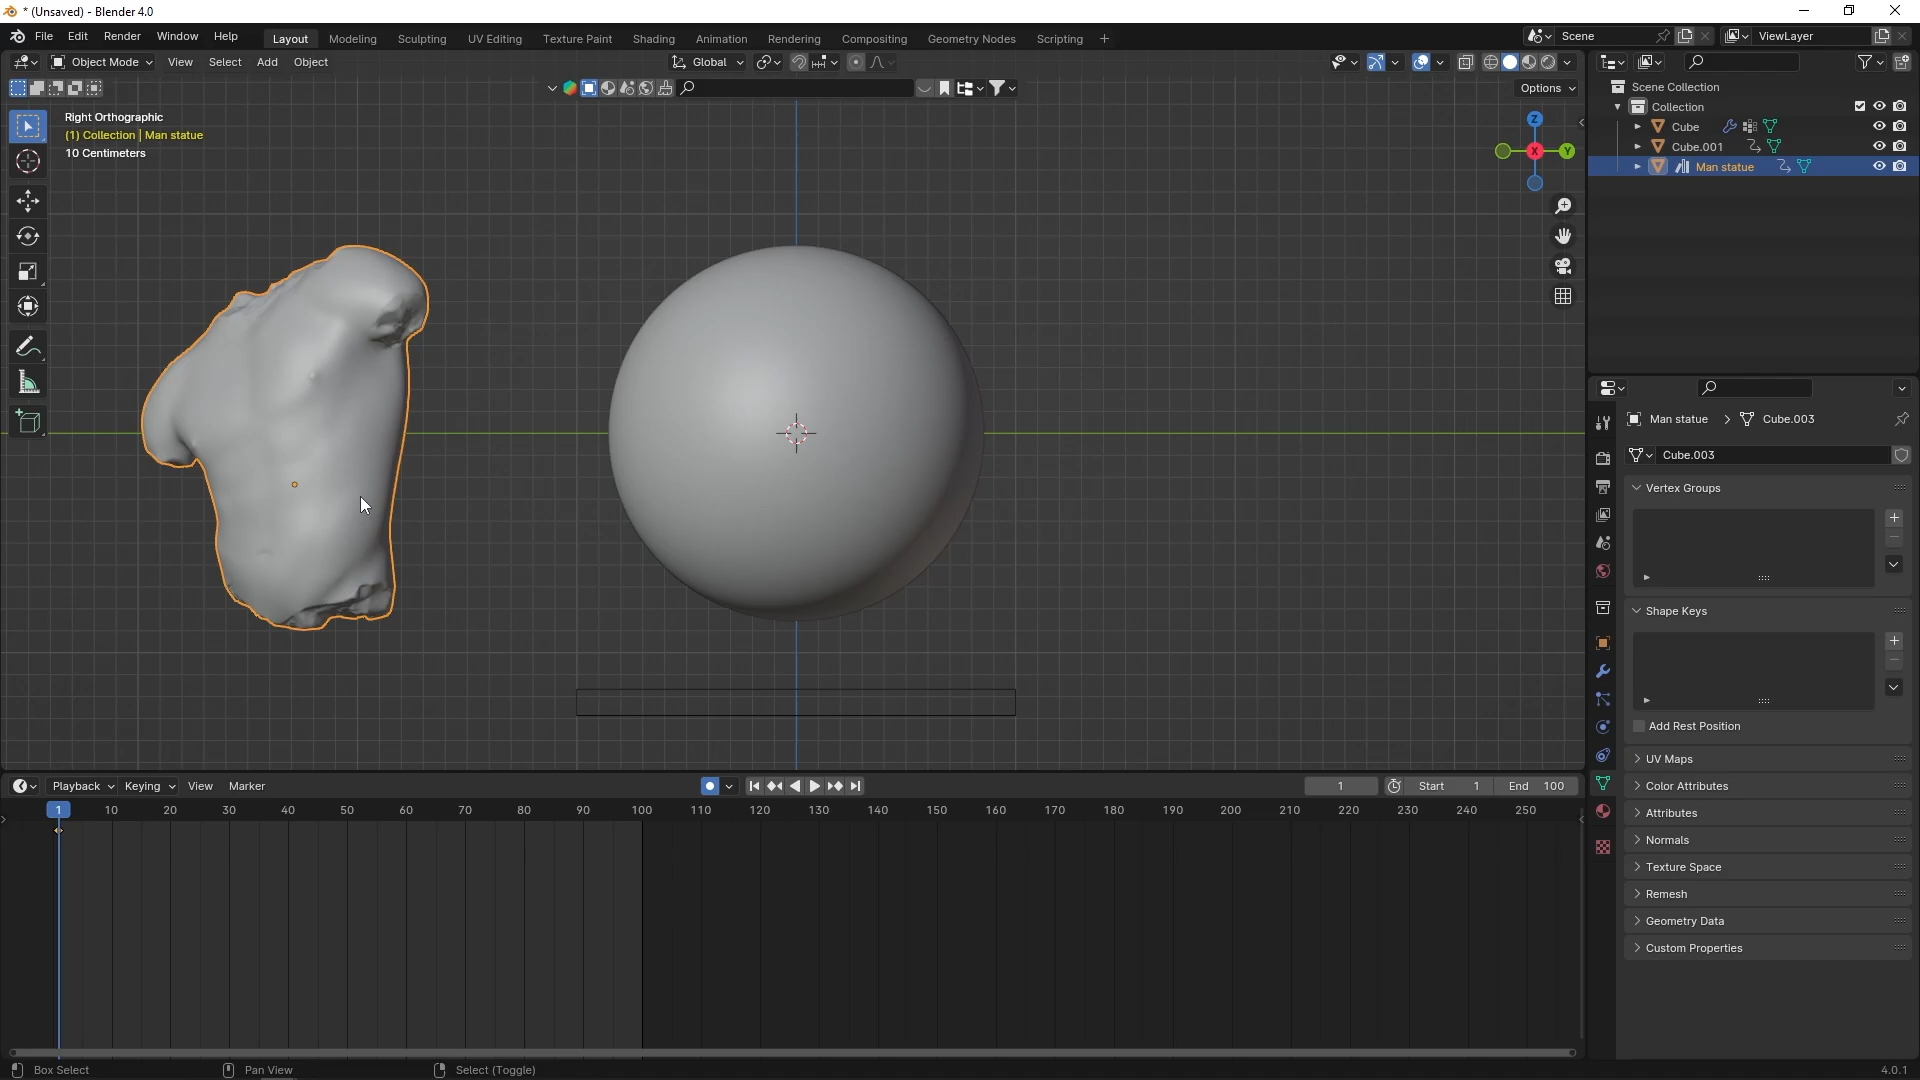 * (Unsaved) - Blender 4.0
File Edit Render Window Help
Layout Modeling Sculpting UV Editing Texture Paint Shading Animation Rendering Compositing Geometry Nodes Scripting +
Scene
ViewLayer
Object Mode View Select Add Object
Global
Options
Right Orthographic
(1) Collection | Man statue
10 Centimeters
Z
X
Y
Scene Collection
Collection
Cube
Cube.001
Man statue
Man statue > Cube.003
Cube.003
Vertex Groups
Shape Keys
Add Rest Position
UV Maps
Color Attributes
Attributes
Normals
Texture Space
Remesh
Geometry Data
Custom Properties
Playback Keying View Marker
1 Start 1 End 100
1 10 20 30 40 50 60 70 80 90 100 110 120 130 140 150 160 170 180 190 200 210 220 230 240 250
Box Select Pan View Select (Toggle)
4.0.1